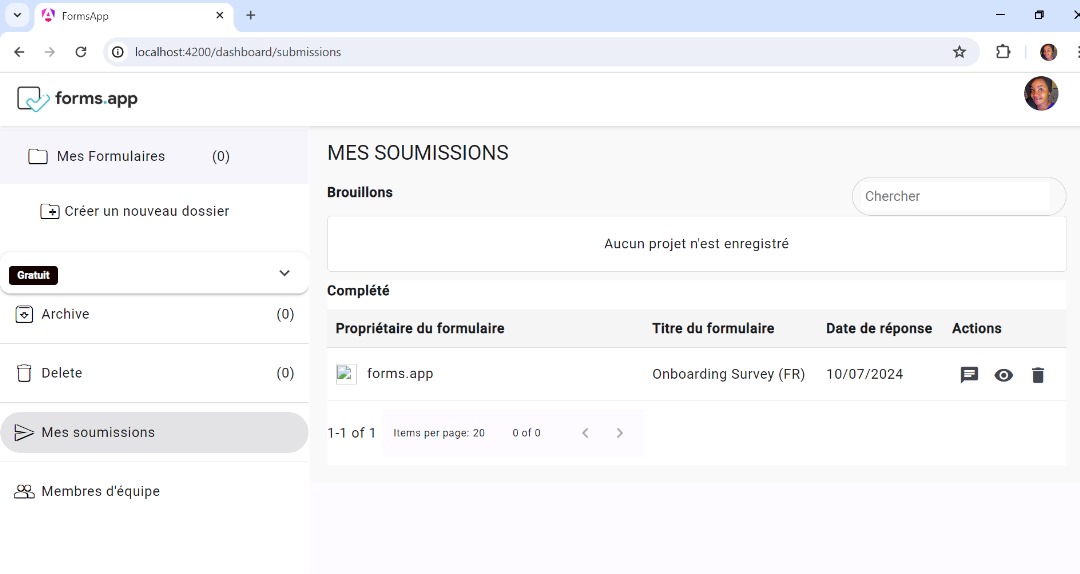 FormsApp
localhost:4200/dashboard/submissions
forms.app
Mes Formulaires (0)
Créer un nouveau dossier
Gratuit
Archive (0)
Delete (0)
Mes soumissions
Membres d'équipe
MES SOUMISSIONS
Brouillons
Chercher
Aucun projet n'est enregistré
Complété
Propriétaire du formulaire Titre du formulaire Date de réponse Actions
forms.app Onboarding Survey (FR) 10/07/2024
1-1 of 1 Items per page: 20 0 of 0